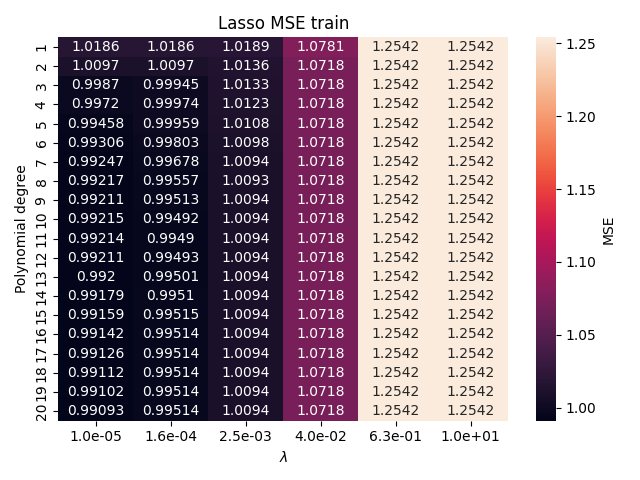 Lasso MSE train
Polynomial degree
1 1.0186 1.0186 1.0189 1.0781 1.2542 1.2542
2 1.0097 1.0097 1.0136 1.0718 1.2542 1.2542
3 0.9987 0.99945 1.0133 1.0718 1.2542 1.2542
4 0.9972 0.99974 1.0123 1.0718 1.2542 1.2542
5 0.99458 0.99959 1.0108 1.0718 1.2542 1.2542
6 0.99306 0.99803 1.0098 1.0718 1.2542 1.2542
7 0.99247 0.99678 1.0094 1.0718 1.2542 1.2542
8 0.99217 0.99557 1.0093 1.0718 1.2542 1.2542
9 0.99211 0.99513 1.0094 1.0718 1.2542 1.2542
10 0.99215 0.99492 1.0094 1.0718 1.2542 1.2542
11 0.99214 0.9949 1.0094 1.0718 1.2542 1.2542
12 0.99211 0.99493 1.0094 1.0718 1.2542 1.2542
13 0.992 0.99501 1.0094 1.0718 1.2542 1.2542
14 0.99179 0.9951 1.0094 1.0718 1.2542 1.2542
15 0.99159 0.99515 1.0094 1.0718 1.2542 1.2542
16 0.99142 0.99514 1.0094 1.0718 1.2542 1.2542
17 0.99126 0.99514 1.0094 1.0718 1.2542 1.2542
18 0.99112 0.99514 1.0094 1.0718 1.2542 1.2542
19 0.99102 0.99514 1.0094 1.0718 1.2542 1.2542
20 0.99093 0.99514 1.0094 1.0718 1.2542 1.2542
1.0e-05 1.6e-04 2.5e-03 4.0e-02 6.3e-01 1.0e+01
λ
1.25
1.20
1.15
1.10
1.05
1.00
MSE